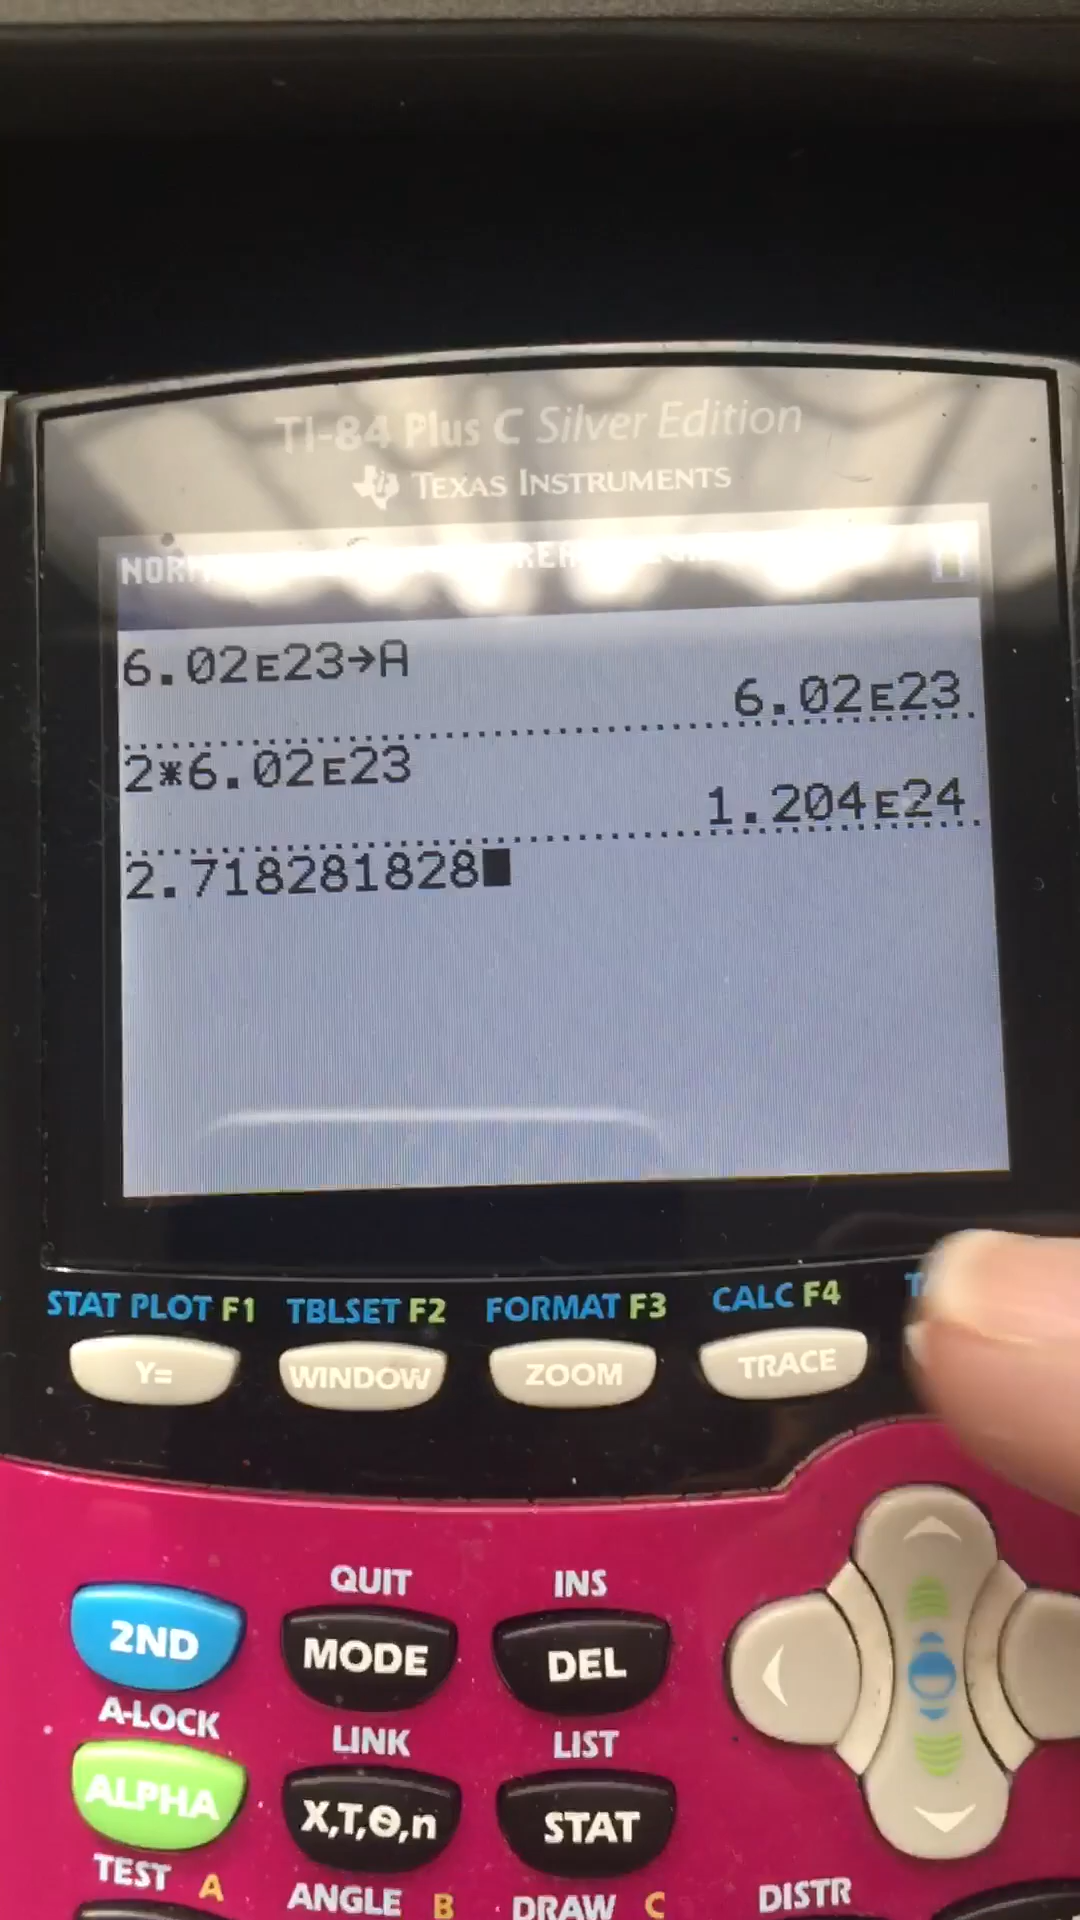 TI-84 Plus C Silver Edition
TEXAS INSTRUMENTS
6.02E23→A
6.02E23
2*6.02E23
1.204E24
2.718281828
STAT PLOT F1 TBLSET F2 FORMAT F3 CALC F4
Y= WINDOW ZOOM TRACE
QUIT INS
2ND MODE DEL
A-LOCK LINK LIST
ALPHA X,T,Θ,n STAT
TEST A ANGLE B DRAW C DISTR